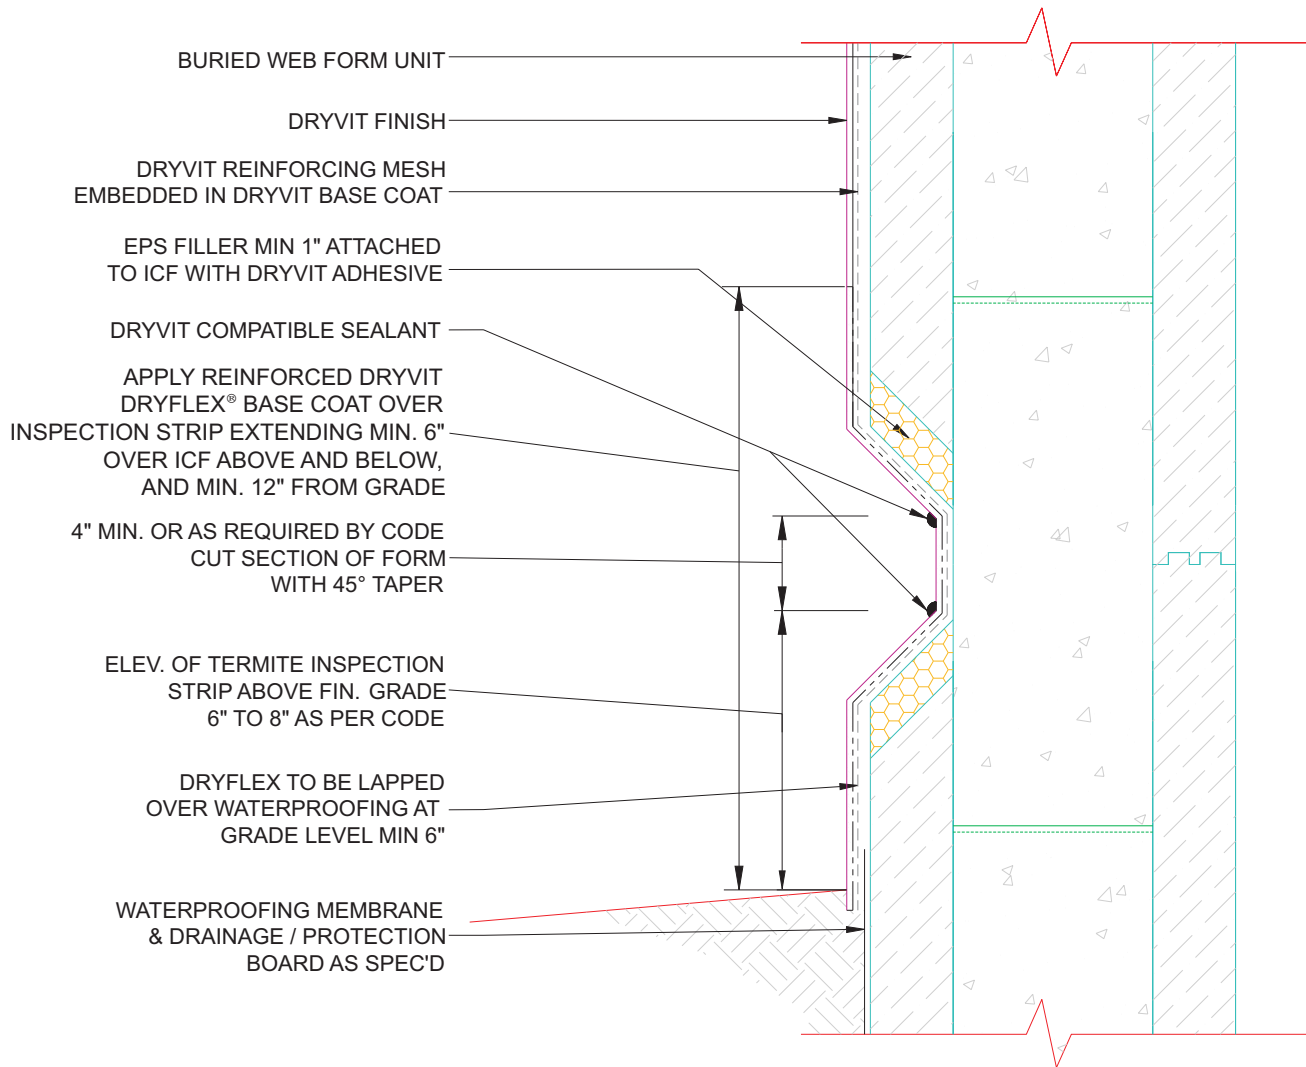 BURIED WEB FORM UNIT
DRYVIT FINISH
DRYVIT REINFORCING MESH
EMBEDDED IN DRYVIT BASE COAT
EPS FILLER MIN 1" ATTACHED
TO ICF WITH DRYVIT ADHESIVE
DRYVIT COMPATIBLE SEALANT
APPLY REINFORCED DRYVIT
DRYFLEX® BASE COAT OVER
INSPECTION STRIP EXTENDING MIN. 6"
OVER ICF ABOVE AND BELOW,
AND MIN. 12" FROM GRADE
4" MIN. OR AS REQUIRED BY CODE
CUT SECTION OF FORM
WITH 45° TAPER
ELEV. OF TERMITE INSPECTION
STRIP ABOVE FIN. GRADE
6" TO 8" AS PER CODE
DRYFLEX TO BE LAPPED
OVER WATERPROOFING AT
GRADE LEVEL MIN 6"
WATERPROOFING MEMBRANE
& DRAINAGE / PROTECTION
BOARD AS SPEC'D